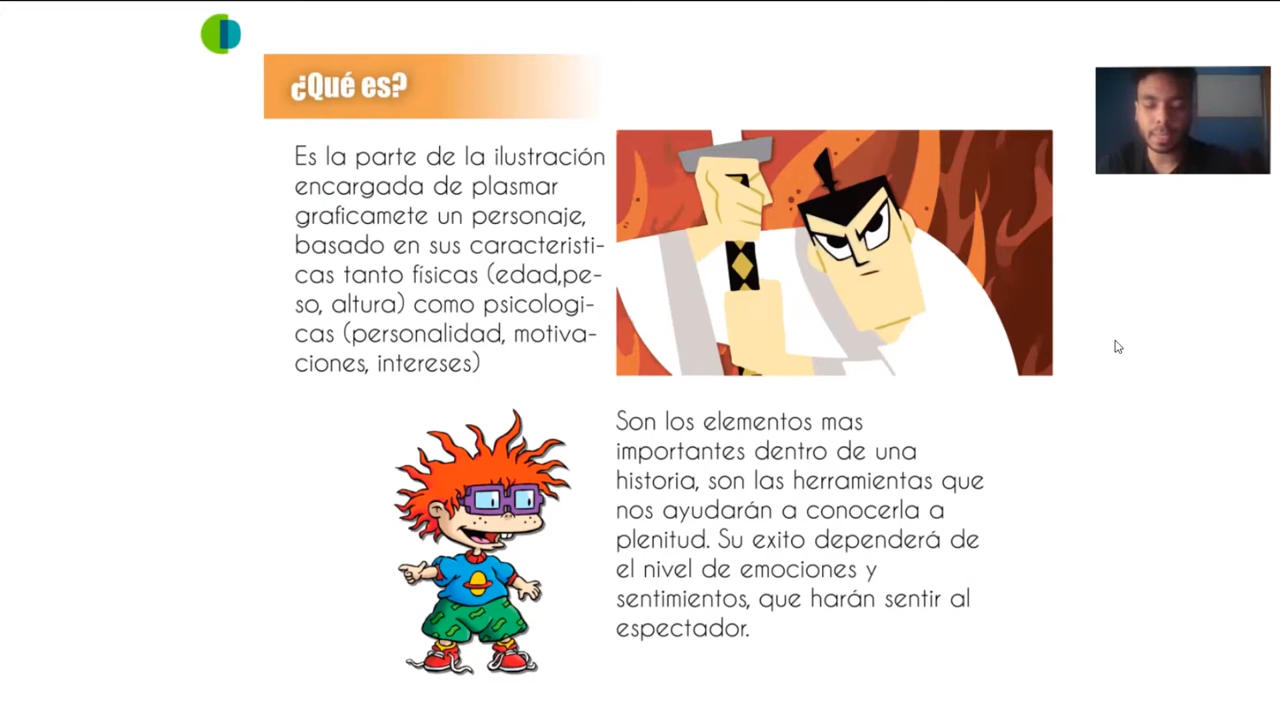 ¿Qué es?
Es la parte de la ilustración
encargada de plasmar
graficamete un personaje,
basado en sus caracteristi-
cas tanto físicas (edad,pe-
so, altura) como psicologi-
cas (personalidad, motiva-
ciones, intereses)
Son los elementos mas
importantes dentro de una
historia, son las herramientas que
nos ayudarán a conocerla a
plenitud. Su exito dependerá de
el nivel de emociones y
sentimientos, que harán sentir al
espectador.